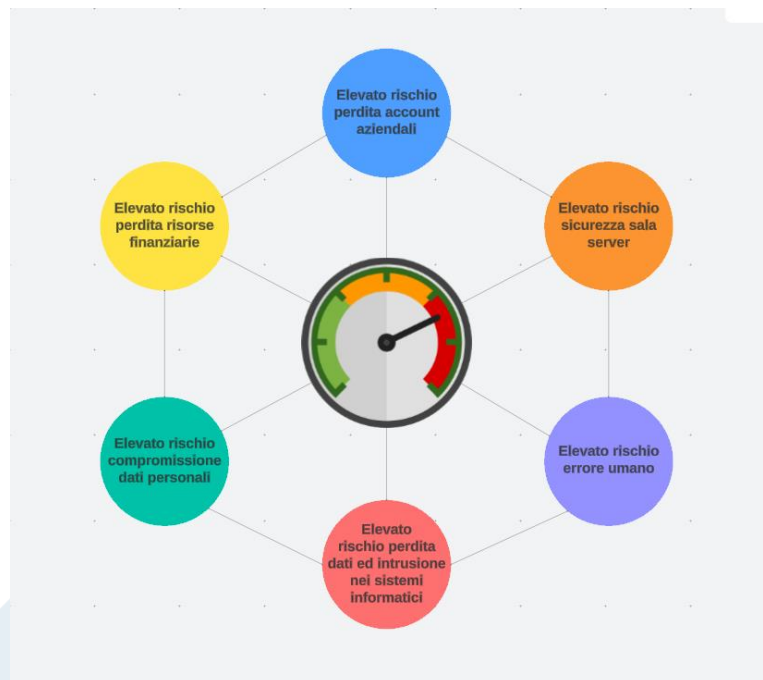 Elevato rischio
perdita account
aziendali
Elevato rischio
perdita risorse
finanziarie
Elevato rischio
sicurezza sala
server
Elevato rischio
compromissione
dati personali
Elevato rischio
errore umano
Elevato
rischio perdita
dati ed intrusione
nei sistemi
informatici